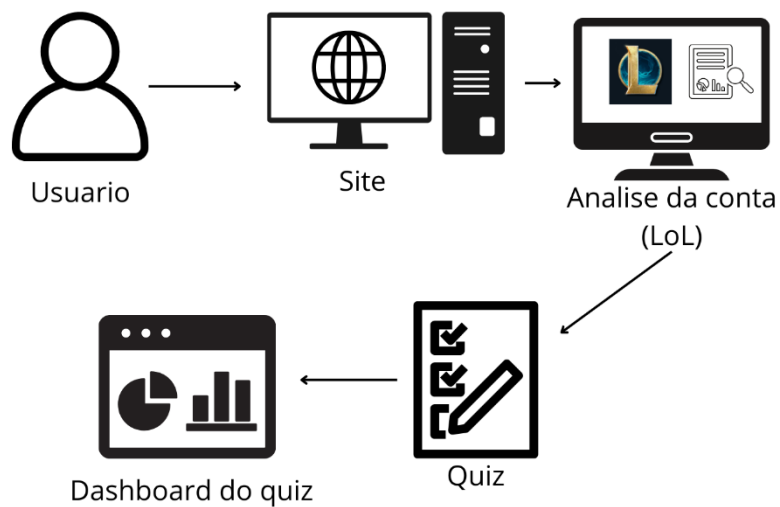 Usuario
Site
Analise da conta
(LoL)
Quiz
Dashboard do quiz